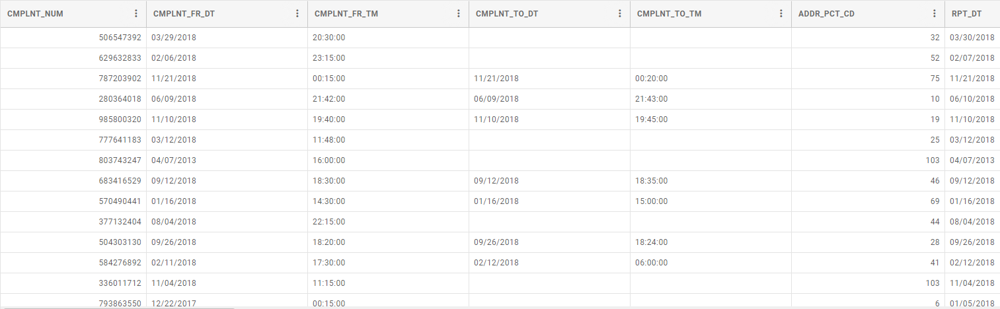 CMPLNT_NUM CMPLNT_FR_DT CMPLNT_FR_TM CMPLNT_TO_DT CMPLNT_TO_TM ADDR_PCT_CD RPT_DT
506547392 03/29/2018 20:30:00 32 03/30/2018
629632833 02/06/2018 23:15:00 52 02/07/2018
787203902 11/21/2018 00:15:00 11/21/2018 00:20:00 75 11/21/2018
280364018 06/09/2018 21:42:00 06/09/2018 21:43:00 10 06/10/2018
985800320 11/10/2018 19:40:00 11/10/2018 19:45:00 19 11/10/2018
777641183 03/12/2018 11:48:00 25 03/12/2018
803743247 04/07/2013 16:00:00 103 04/07/2013
683416529 09/12/2018 18:30:00 09/12/2018 18:35:00 46 09/12/2018
570490441 01/16/2018 14:30:00 01/16/2018 15:00:00 69 01/16/2018
377132404 08/04/2018 22:15:00 44 08/04/2018
504303130 09/26/2018 18:20:00 09/26/2018 18:24:00 28 09/26/2018
584276892 02/11/2018 17:30:00 02/12/2018 06:00:00 41 02/12/2018
336011712 11/04/2018 11:15:00 103 11/04/2018
793863550 12/22/2017 00:15:00 6 01/05/2018